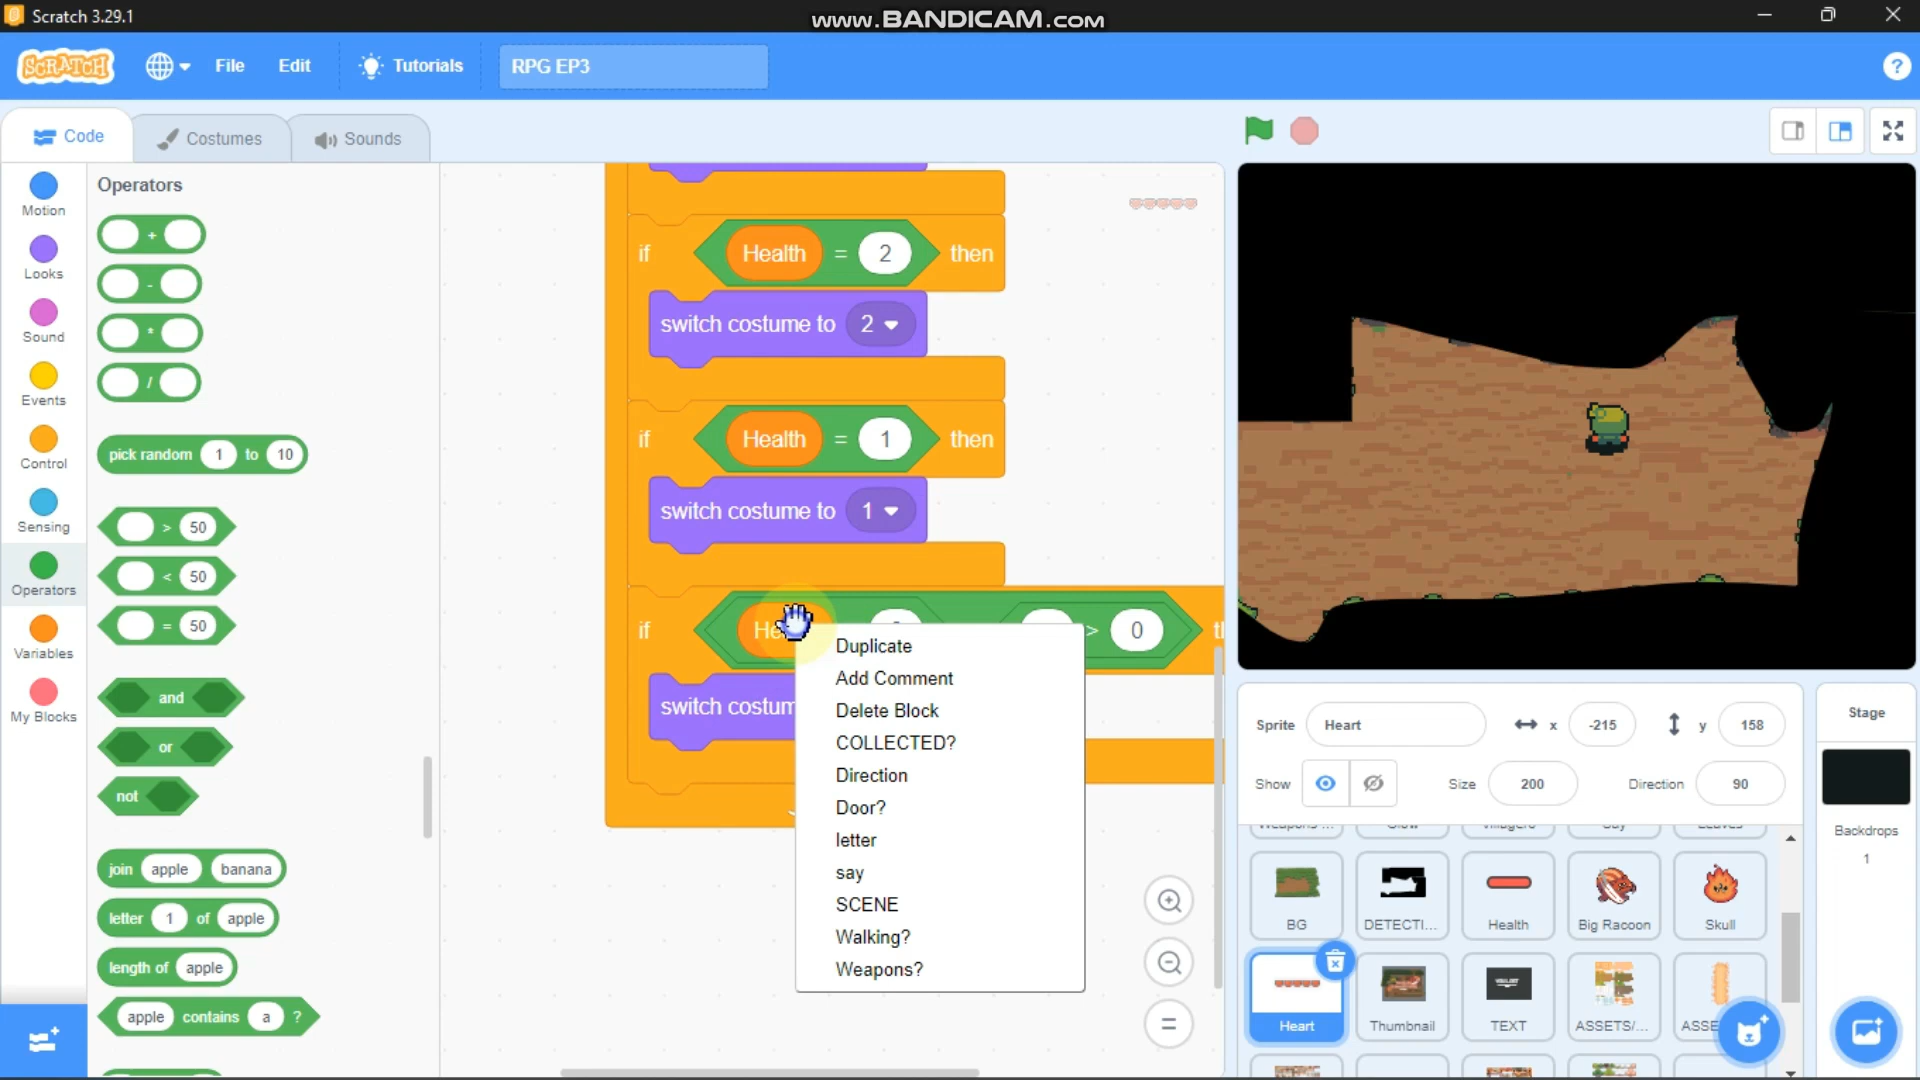 Scratch 3.29.1
www.BANDICAM.com
SCRATCH
File
Edit
Tutorials
RPG EP3
?
Code
Costumes
Sounds
Motion
Looks
Sound
Events
Control
Sensing
Operators
Variables
My Blocks
Operators
+
-
*
/
pick random 1 to 10
> 50
< 50
= 50
and
or
not
join apple banana
letter 1 of apple
length of apple
apple contains a ?
if Health = 2 then
switch costume to 2
if Health = 1 then
switch costume to 1
if > 0
switch
Duplicate
Add Comment
Delete Block
COLLECTED?
Direction
Door?
letter
say
SCENE
Walking?
Weapons?
Sprite Heart x -215 y 158
Show Size 200 Direction 90
Stage
Backdrops
1
BG
DETECTI...
Health
Big Racoon
Skull
Heart
Thumbnail
TEXT
ASSETS/...
ASSE